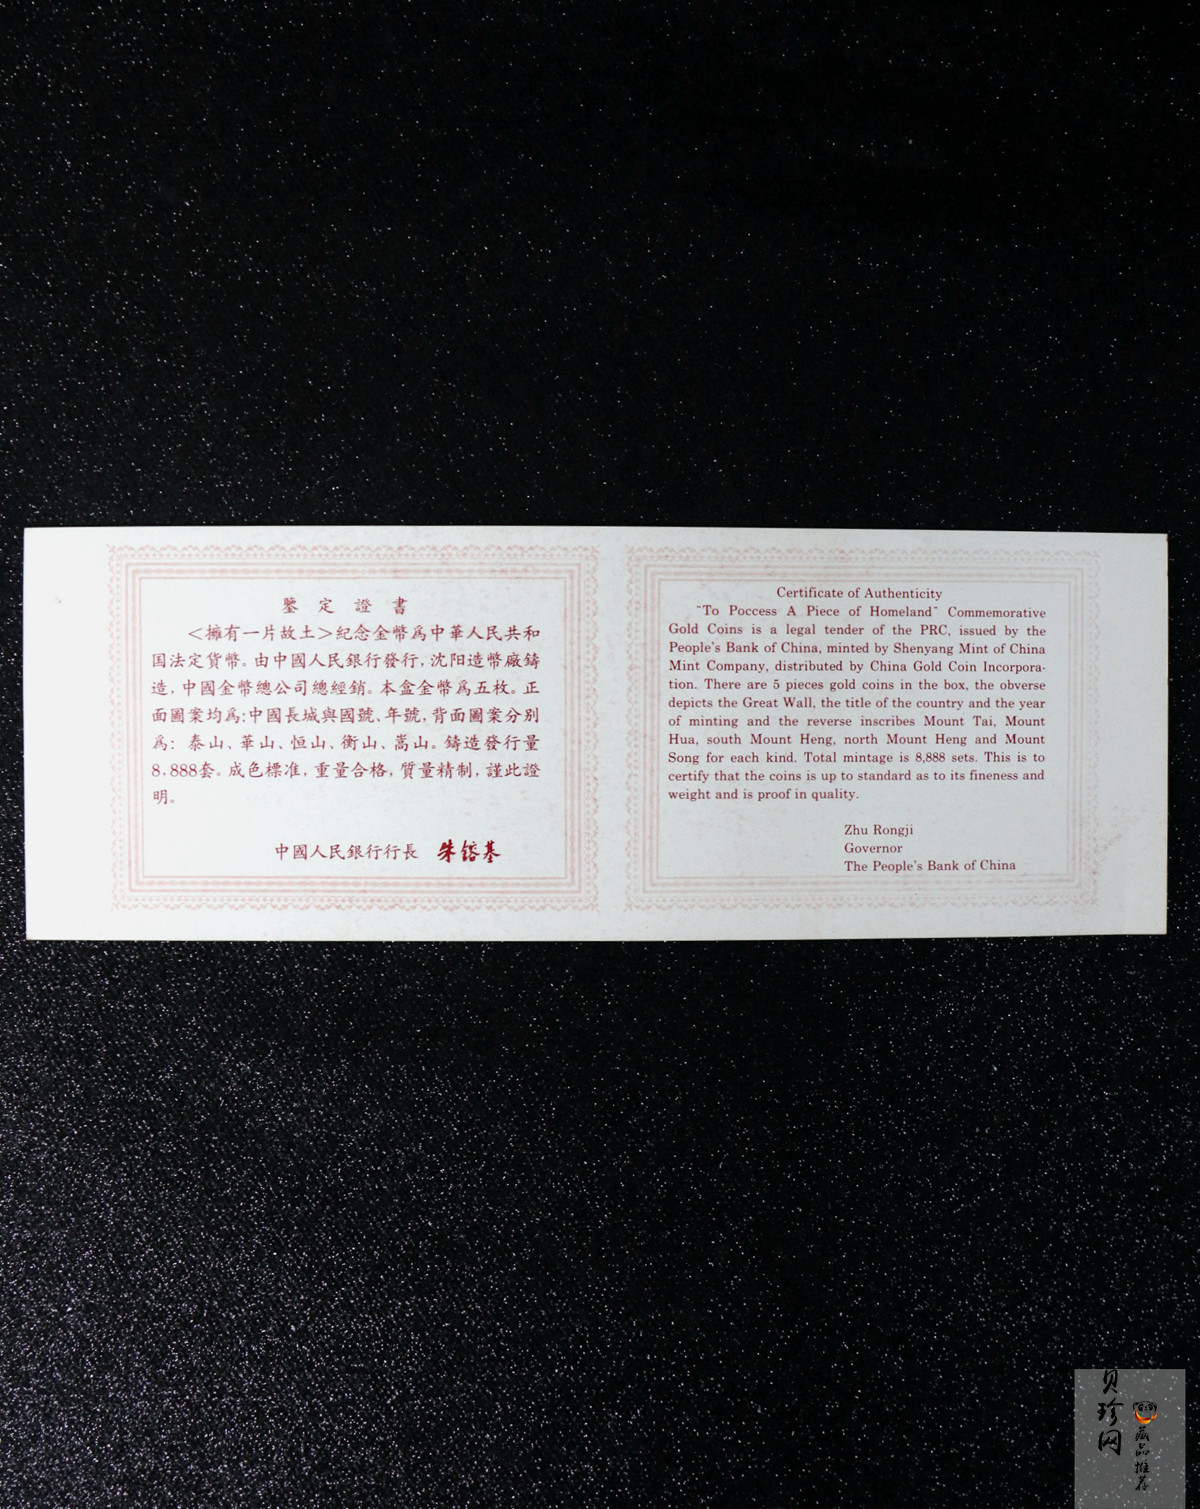 鑒定證書
＜擁有一片故土＞紀念金幣爲中華人民共和
国法定貨幣。由中國人民銀行發行，沈阳造幣廠鑄
造，中國金幣總公司總經銷。本盒金幣爲五枚。正
面圖案均爲：中國長城與國號、年號，背面圖案分别
爲：泰山、華山、恒山、衡山、嵩山。鑄造發行量
8,888套。成色標准，重量合格，質量精制，謹此證
明。
中國人民銀行行長 朱鎔基
Certificate of Authenticity
"To Poccess A Piece of Homeland" Commemorative
Gold Coins is a legal tender of the PRC, issued by the
People's Bank of China, minted by Shenyang Mint of China
Mint Company, distributed by China Gold Coin Incorpora-
tion. There are 5 pieces gold coins in the box, the obverse
depicts the Great Wall, the title of the country and the year
of minting and the reverse inscribes Mount Tai, Mount
Hua, south Mount Heng, north Mount Heng and Mount
Song for each kind. Total mintage is 8,888 sets. This is to
certify that the coins is up to standard as to its fineness and
weight and is proof in quality.
Zhu Rongji
Governor
The People's Bank of China
贝珍网
藏品推荐